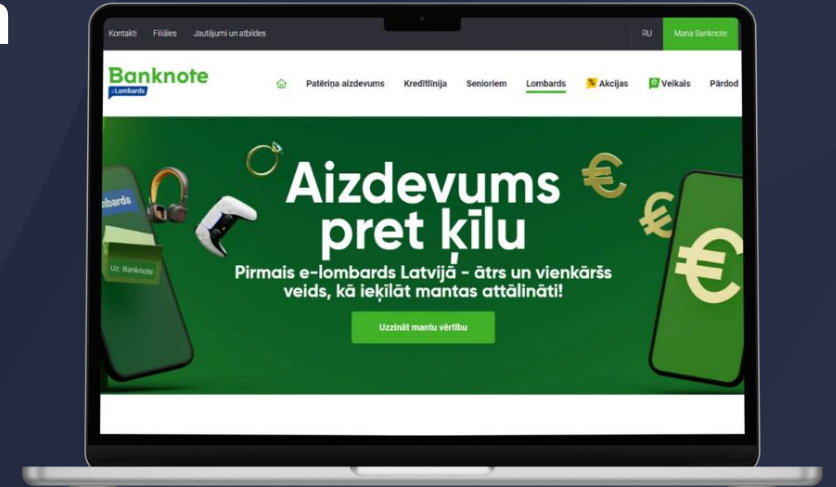 Kontakti Filiāles Jautājumi un atbildes RU Mana Banknote
Banknote
eLombards
Patēriņa aizdevums Kredītlīnija Senioriem Lombards Akcijas Veikals Pārdod
Aizdevums
pret ķīlu
Pirmais e-lombards Latvijā - ātrs un vienkāršs
veids, kā ieķīlāt mantas attālināti!
Uzzināt mantu vērtību
Uz: Banknote